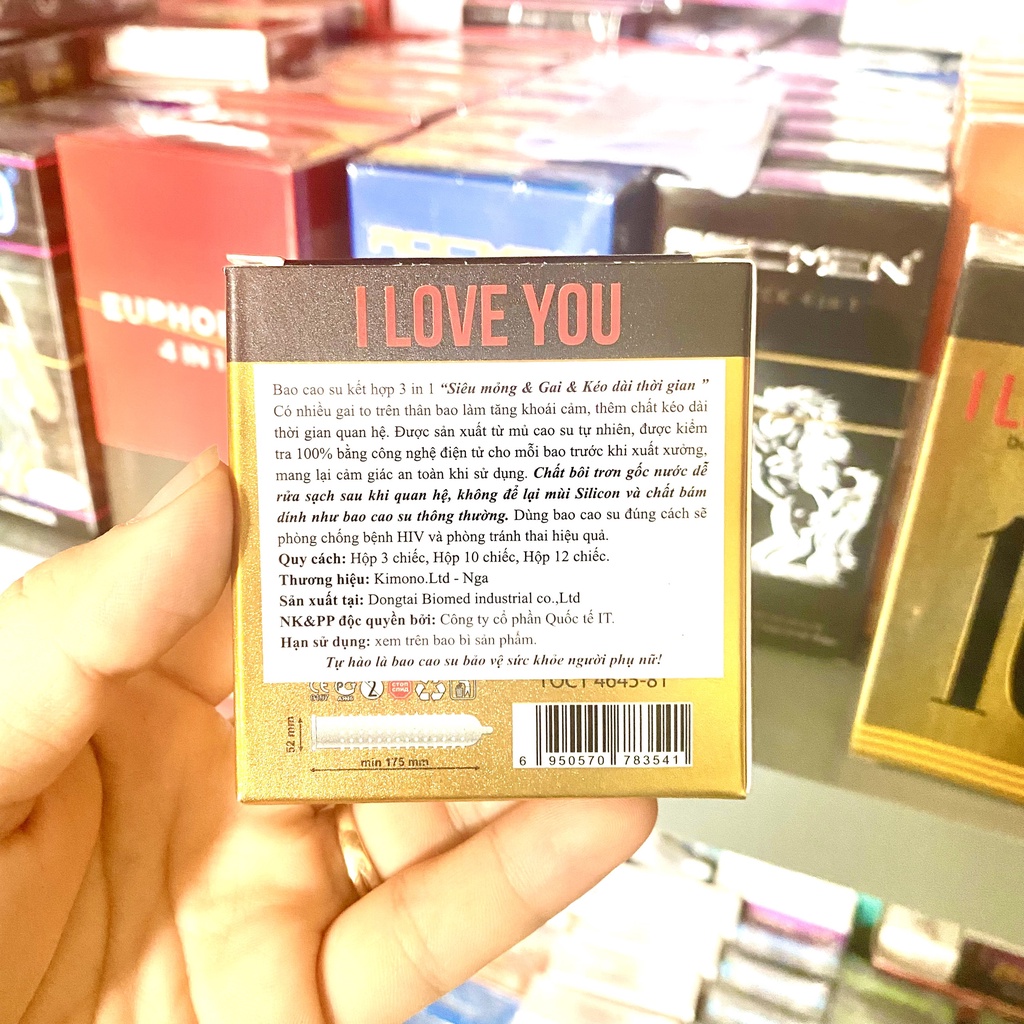 I LOVE YOU
Bao cao su kết hợp 3 in 1 “Siêu mỏng & Gai & Kéo dài thời gian ”
Có nhiều gai to trên thân bao làm tăng khoái cảm, thêm chất kéo dài
thời gian quan hệ. Được sản xuất từ mủ cao su tự nhiên, được kiểm
tra 100% bằng công nghệ điện tử cho mỗi bao trước khi xuất xưởng,
mang lại cảm giác an toàn khi sử dụng. Chất bôi trơn gốc nước dễ
rửa sạch sau khi quan hệ, không để lại mùi Silicon và chất bám
dính như bao cao su thông thường. Dùng bao cao su đúng cách sẽ
phòng chống bệnh HIV và phòng tránh thai hiệu quả.
Quy cách: Hộp 3 chiếc, Hộp 10 chiếc, Hộp 12 chiếc.
Thương hiệu: Kimono.Ltd - Nga
Sản xuất tại: Dongtai Biomed industrial co.,Ltd
NK&PP độc quyền bởi: Công ty cổ phần Quốc tế IT.
Hạn sử dụng: xem trên bao bì sản phẩm.
Tự hào là bao cao su bảo vệ sức khỏe người phụ nữ!
ГОСТ 4645-81
52 mm
min 175 mm
6 950570 783541
4 IN 1